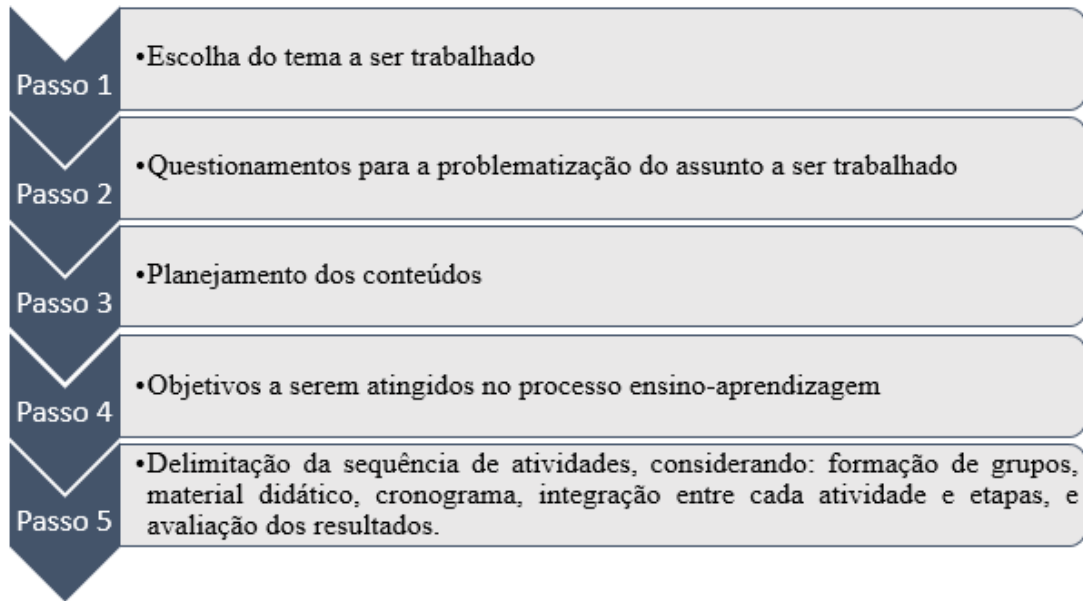 Passo 1
•Escolha do tema a ser trabalhado
Passo 2
•Questionamentos para a problematização do assunto a ser trabalhado
Passo 3
•Planejamento dos conteúdos
Passo 4
•Objetivos a serem atingidos no processo ensino-aprendizagem
Passo 5
•Delimitação da sequência de atividades, considerando: formação de grupos,
material didático, cronograma, integração entre cada atividade e etapas, e
avaliação dos resultados.